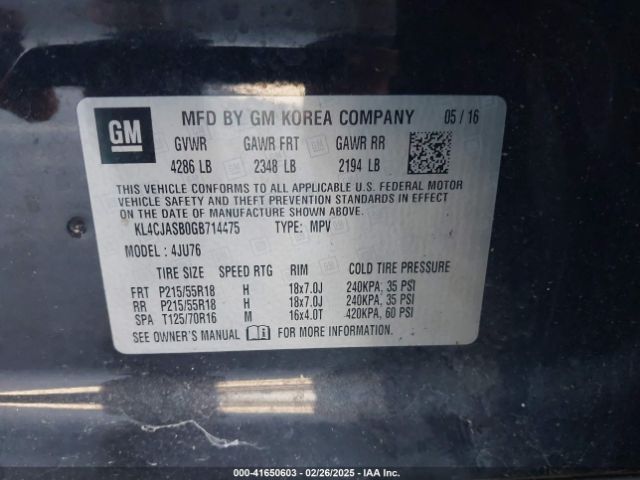 GM
MFD BY GM KOREA COMPANY 05 / 16
GVWR GAWR FRT GAWR RR
4286 LB 2348 LB 2194 LB
THIS VEHICLE CONFORMS TO ALL APPLICABLE U.S. FEDERAL MOTOR
VEHICLE SAFETY AND THEFT PREVENTION STANDARDS IN EFFECT ON
THE DATE OF MANUFACTURE SHOWN ABOVE.
KL4CJASB0GB714475 TYPE: MPV
MODEL: 4JU76
TIRE SIZE SPEED RTG RIM COLD TIRE PRESSURE
FRT P215/55R18 H 18x7.0J 240KPA, 35 PSI
RR P215/55R18 H 18x7.0J 240KPA, 35 PSI
SPA T125/70R16 M 16x4.0T 420KPA, 60 PSI
SEE OWNER'S MANUAL FOR MORE INFORMATION.
000-41650603 - 02/26/2025 - IAA Inc.